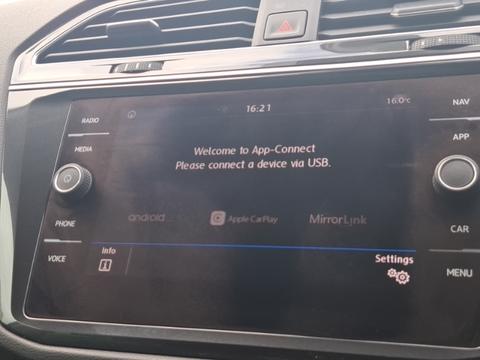 RADIO
MEDIA
PHONE
VOICE
16:21
16.0°C
Welcome to App-Connect
Please connect a device via USB.
android
Apple CarPlay
MirrorLink
Info
Settings
NAV
APP
CAR
MENU